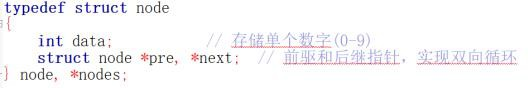 typedef struct node
{
    int data;           // 存储单个数字(0-9)
    struct node *pre, *next;  // 前驱和后继指针，实现双向循环
} node, *nodes;